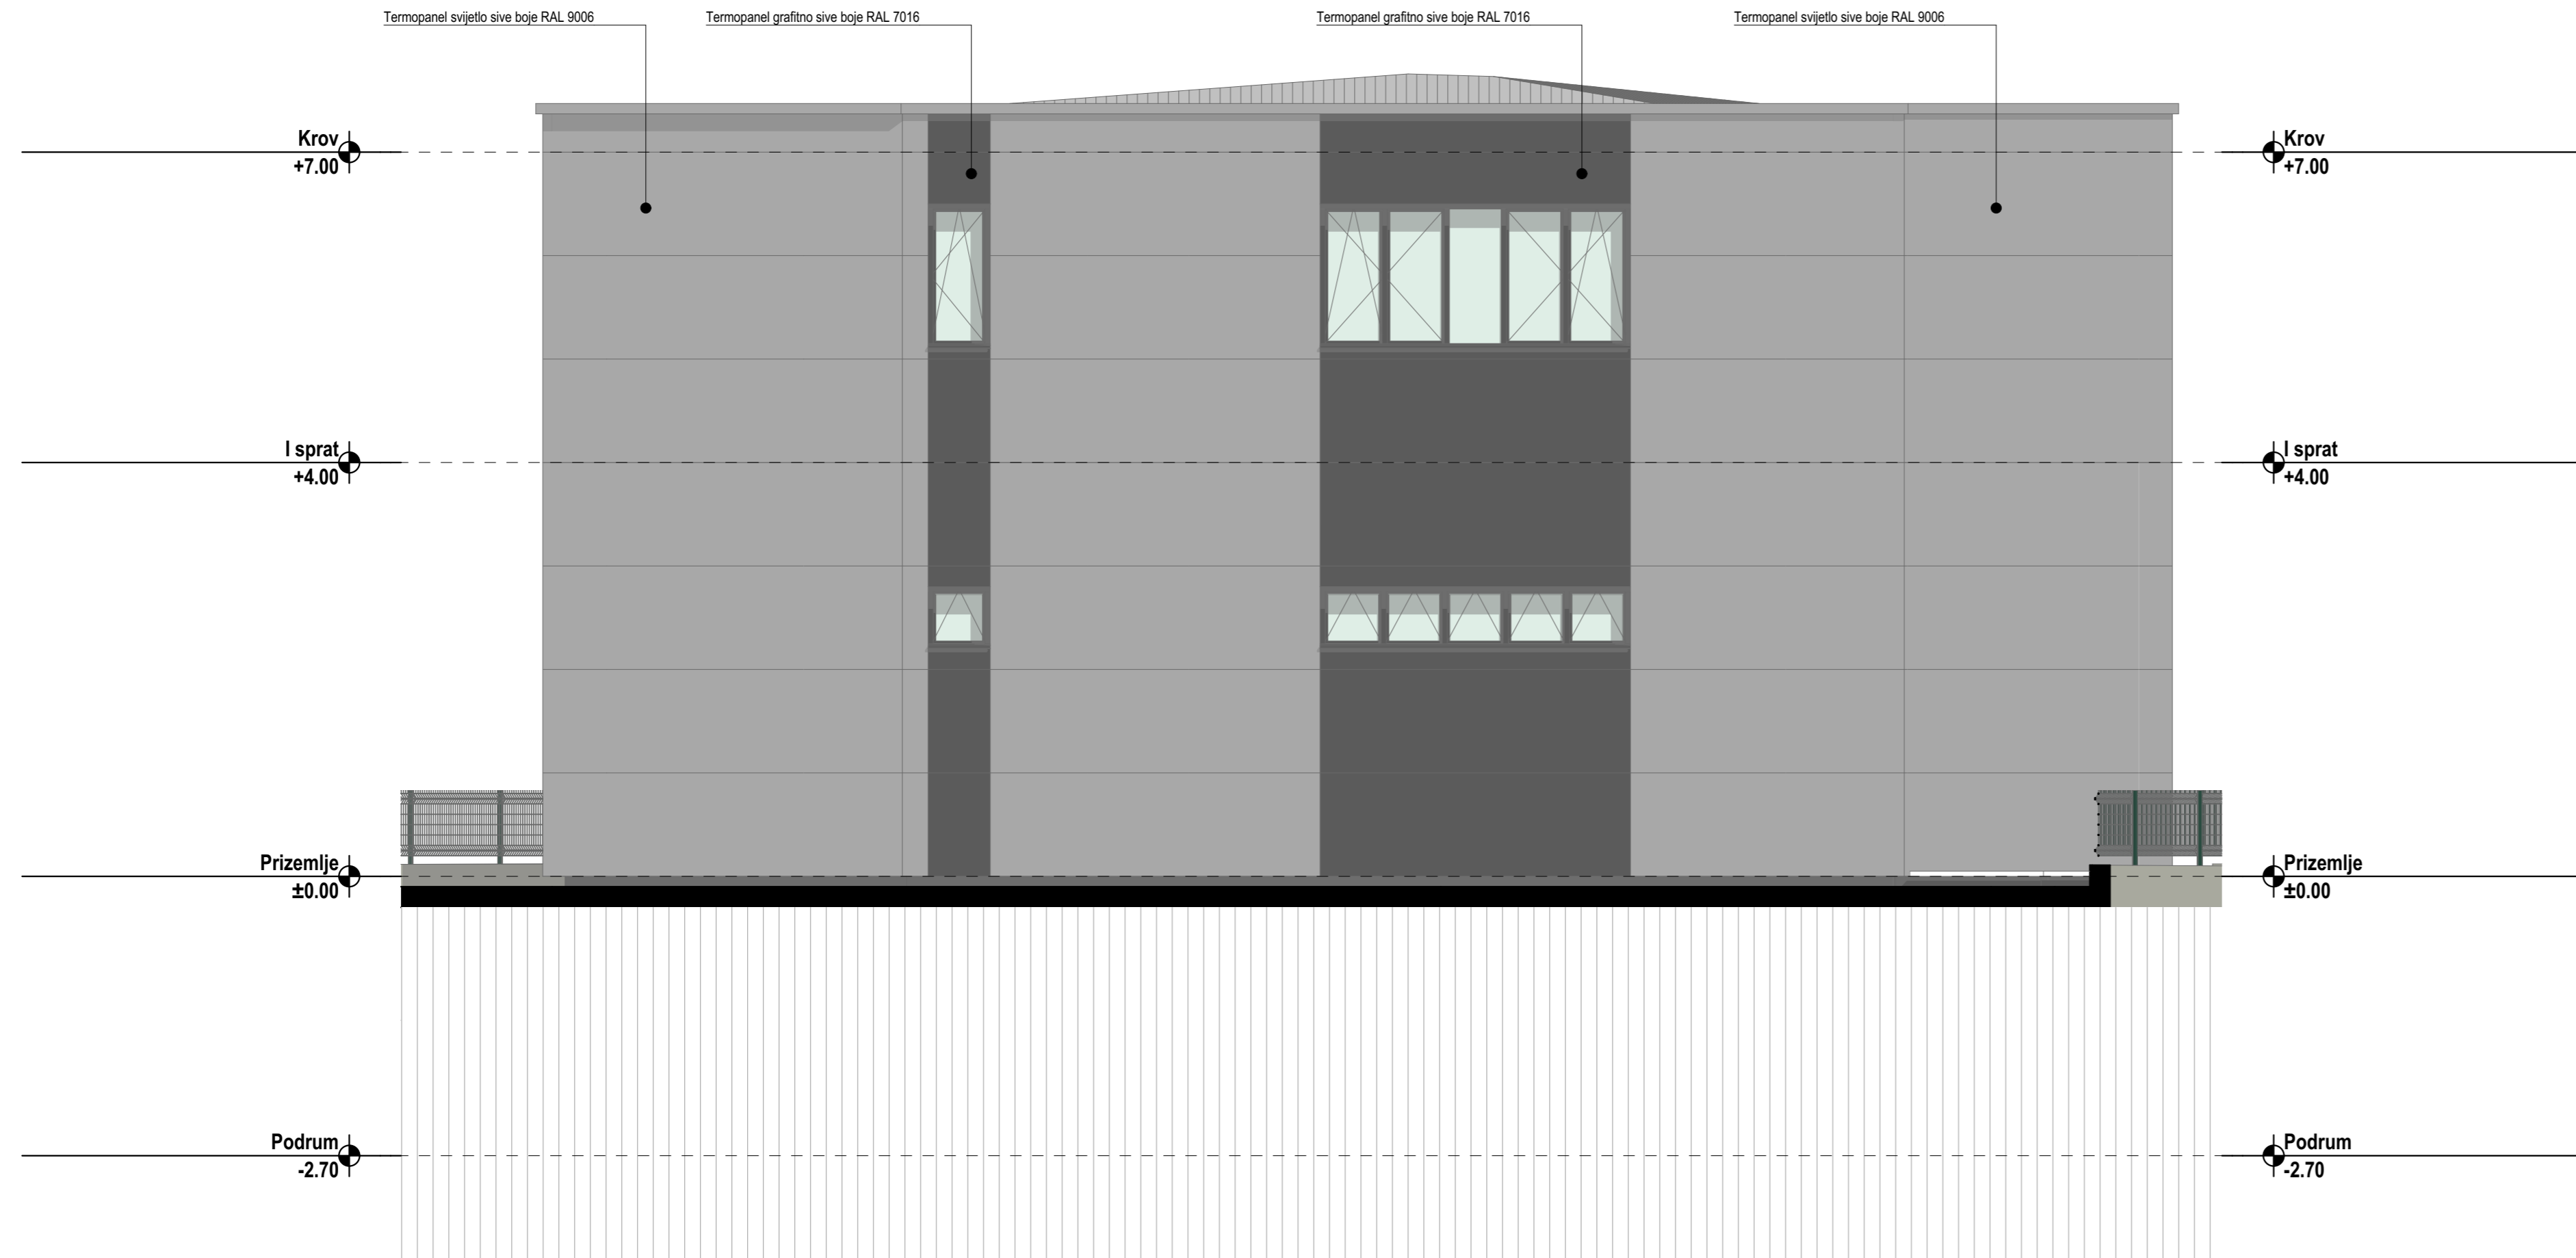 Termopanel svijetlo sive boje RAL 9006
Termopanel grafitno sive boje RAL 7016
Termopanel grafitno sive boje RAL 7016
Termopanel svijetlo sive boje RAL 9006
Krov
+7.00
Krov
+7.00
I sprat
+4.00
I sprat
+4.00
Prizemlje
±0.00
Prizemlje
±0.00
Podrum
-2.70
Podrum
-2.70